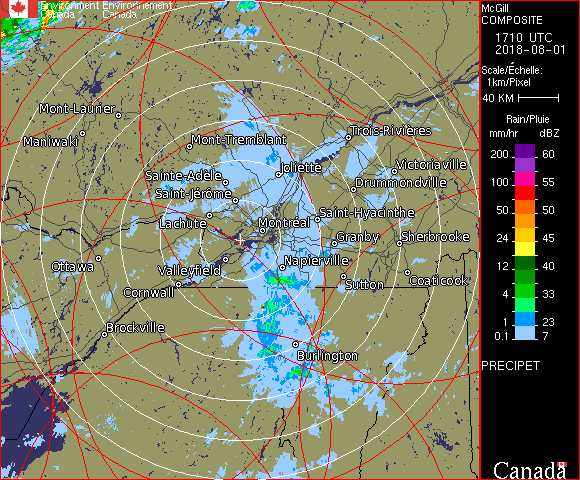 Environment Environnement
Canada Canada
McGill
COMPOSITE
1710 UTC
2018-08-01
Scale/Échelle:
1km/Pixel
40 KM
Rain/Pluie
mm/hr dBZ
200 60
100 55
50 50
24 45
12 40
4 33
1.0 23
0.1 7
PRECIPET
Canada
Mont-Laurier
Maniwaki
Mont-Tremblant
Trois-Rivieres
Sainte-Adele
Joliette
Victoriaville
Drummondville
Saint-Jérôme
Lachute
Montréal
Saint-Hyacinthe
Granby
Sherbrooke
Ottawa
Valleyfield
Napierville
Cornwall
Sutton
Coaticook
Brockville
Burlington